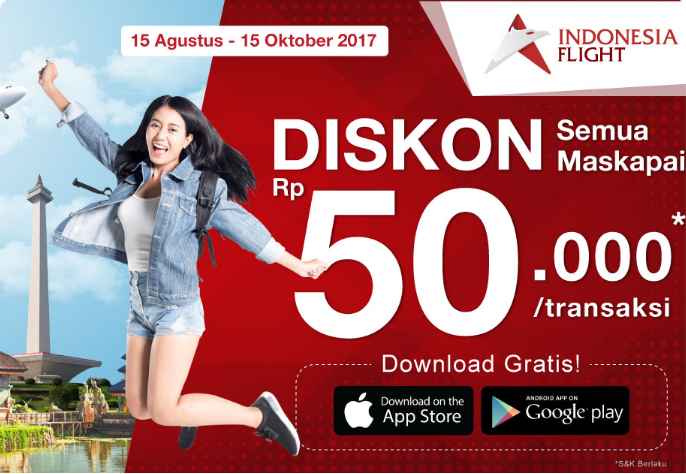 15 Agustus - 15 Oktober 2017
INDONESIA
FLIGHT
DISKON
Semua
Maskapai
Rp
50.000*
/transaksi
Download Gratis!
Download on the
App Store
ANDROID APP ON
Google play
*S&K Berlaku